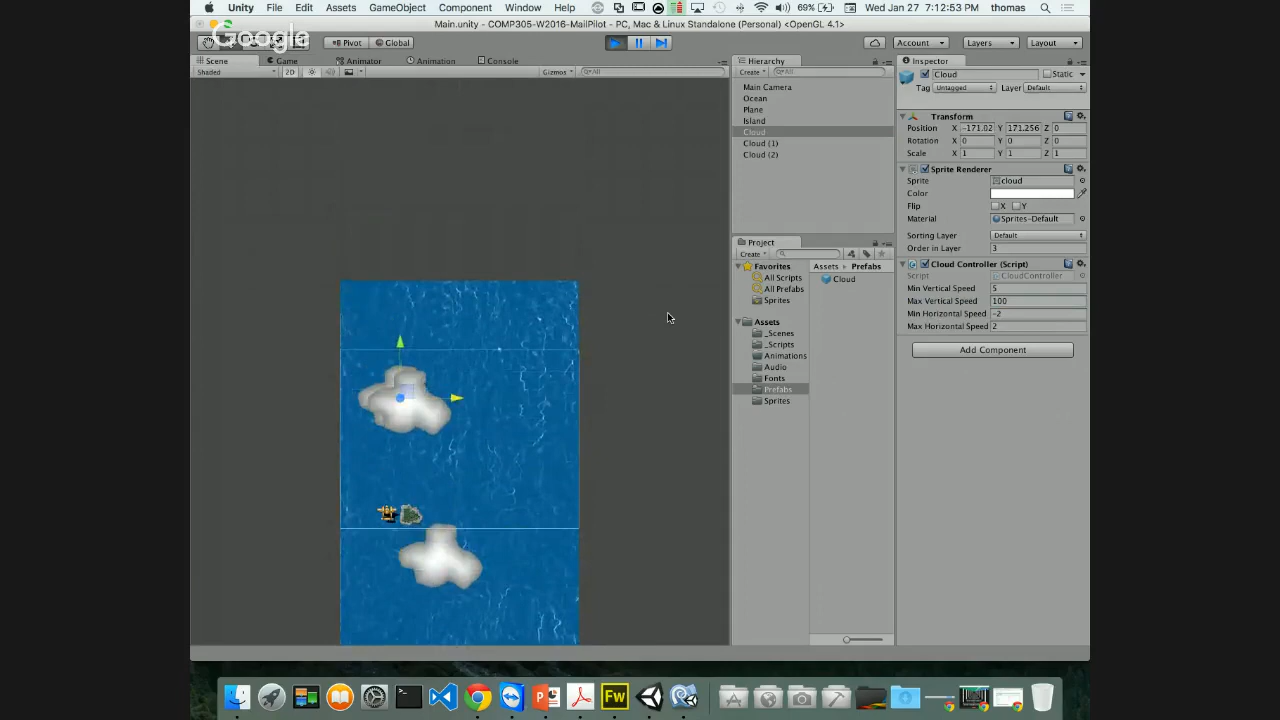 Unity File Edit Assets GameObject Component Window Help 69% Wed Jan 27 7:12:53 PM thomas
Main.unity - COMP305-W2016-MailPilot - PC, Mac & Linux Standalone (Personal) <OpenGL 4.1>
Google
Pivot Global Account Layers Layout
Scene Game Animator Animation Console Hierarchy Inspector
Shaded 2D Gizmos All Create All
Cloud Static
Tag Untagged Layer Default
Main Camera
Ocean
Plane
Island
Cloud
Cloud (1)
Cloud (2)
Transform
Position X -171.02 Y 171.256 Z 0
Rotation X 0 Y 0 Z 0
Scale X 1 Y 1 Z 1
Sprite Renderer
Sprite cloud
Color
Flip X Y
Material Sprites-Default
Sorting Layer Default
Order in Layer 3
Cloud Controller (Script)
Script CloudController
Min Vertical Speed 5
Max Vertical Speed 100
Min Horizontal Speed -2
Max Horizontal Speed 2
Add Component
Project
Create
Favorites
All Scripts
All Prefabs
Sprites
Assets
_Scenes
_Scripts
Animations
Audio
Fonts
Prefabs
Sprites
Assets Prefabs
Cloud
Fw